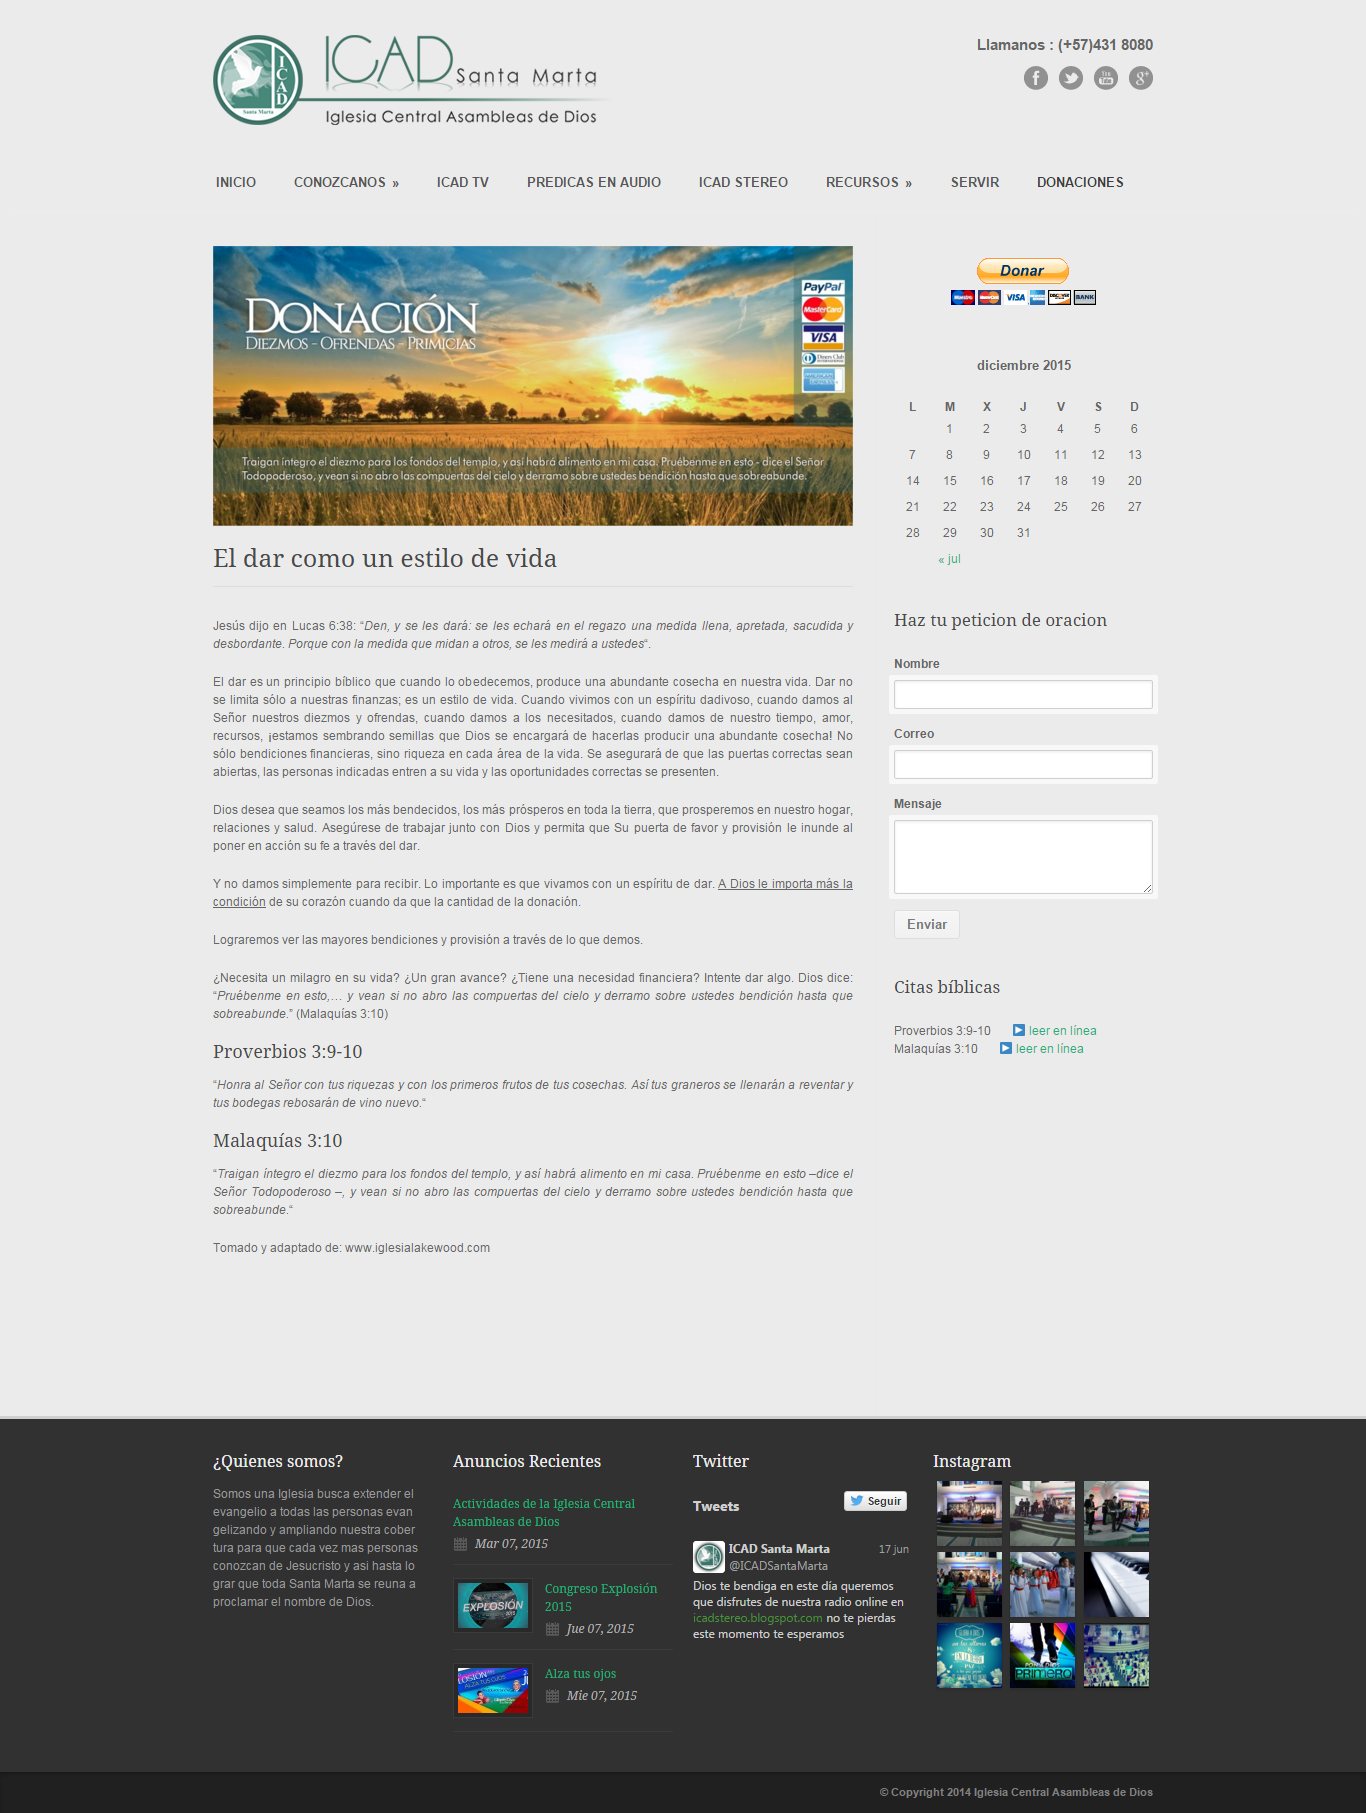 ICAD
Santa Marta
ICAD Santa Marta
Iglesia Central Asambleas de Dios
Llamanos : (+57)431 8080
INICIO CONOZCANOS » ICAD TV PREDICAS EN AUDIO ICAD STEREO RECURSOS » SERVIR DONACIONES
DONACIÓN
DIEZMOS - OFRENDAS - PRIMICIAS
PayPal
MasterCard
VISA
Diners Club
Traigan íntegro el diezmo para los fondos del templo, y así habrá alimento en mi casa. Pruébenme en esto - dice el Señor
Todopoderoso -, y vean si no abro las compuertas del cielo y derramo sobre ustedes bendición hasta que sobreabunde.
El dar como un estilo de vida
Jesús dijo en Lucas 6:38: “Den, y se les dará: se les echará en el regazo una medida llena, apretada, sacudida y
desbordante. Porque con la medida que midan a otros, se les medirá a ustedes“.
El dar es un principio bíblico que cuando lo obedecemos, produce una abundante cosecha en nuestra vida. Dar no
se limita sólo a nuestras finanzas; es un estilo de vida. Cuando vivimos con un espíritu dadivoso, cuando damos al
Señor nuestros diezmos y ofrendas, cuando damos a los necesitados, cuando damos de nuestro tiempo, amor,
recursos, ¡estamos sembrando semillas que Dios se encargará de hacerlas producir una abundante cosecha! No
sólo bendiciones financieras, sino riqueza en cada área de la vida. Se asegurará de que las puertas correctas sean
abiertas, las personas indicadas entren a su vida y las oportunidades correctas se presenten.
Dios desea que seamos los más bendecidos, los más prósperos en toda la tierra, que prosperemos en nuestro hogar,
relaciones y salud. Asegúrese de trabajar junto con Dios y permita que Su puerta de favor y provisión le inunde al
poner en acción su fe a través del dar.
Y no damos simplemente para recibir. Lo importante es que vivamos con un espíritu de dar. A Dios le importa más la
condición de su corazón cuando da que la cantidad de la donación.
Lograremos ver las mayores bendiciones y provisión a través de lo que demos.
¿Necesita un milagro en su vida? ¿Un gran avance? ¿Tiene una necesidad financiera? Intente dar algo. Dios dice:
“Pruébenme en esto,… y vean si no abro las compuertas del cielo y derramo sobre ustedes bendición hasta que
sobreabunde.” (Malaquías 3:10)
Proverbios 3:9-10
“Honra al Señor con tus riquezas y con los primeros frutos de tus cosechas. Así tus graneros se llenarán a reventar y
tus bodegas rebosarán de vino nuevo.“
Malaquías 3:10
“Traigan íntegro el diezmo para los fondos del templo, y así habrá alimento en mi casa. Pruébenme en esto –dice el
Señor Todopoderoso –, y vean si no abro las compuertas del cielo y derramo sobre ustedes bendición hasta que
sobreabunde.“
Tomado y adaptado de: www.iglesialakewood.com
Donar
Maestro MasterCard VISA DISCOVER BANK
diciembre 2015
L M X J V S D
1 2 3 4 5 6
7 8 9 10 11 12 13
14 15 16 17 18 19 20
21 22 23 24 25 26 27
28 29 30 31
« jul
Haz tu peticion de oracion
Nombre
Correo
Mensaje
Enviar
Citas bíblicas
Proverbios 3:9-10 leer en línea
Malaquías 3:10 leer en línea
¿Quienes somos?
Somos una Iglesia busca extender el
evangelio a todas las personas evan
gelizando y ampliando nuestra cober
tura para que cada vez mas personas
conozcan de Jesucristo y asi hasta lo
grar que toda Santa Marta se reuna a
proclamar el nombre de Dios.
Anuncios Recientes
Actividades de la Iglesia Central
Asambleas de Dios
Mar 07, 2015
EXPLOSIÓN
Congreso Explosión
2015
Jue 07, 2015
ALZA TUS OJOS
Alza tus ojos
Mie 07, 2015
Twitter
Tweets
Seguir
ICAD Santa Marta 17 jun
@ICADSantaMarta
Dios te bendiga en este día queremos
que disfrutes de nuestra radio online en
icadstereo.blogspot.com no te pierdas
este momento te esperamos
Instagram
PRIMERO
© Copyright 2014 Iglesia Central Asambleas de Dios